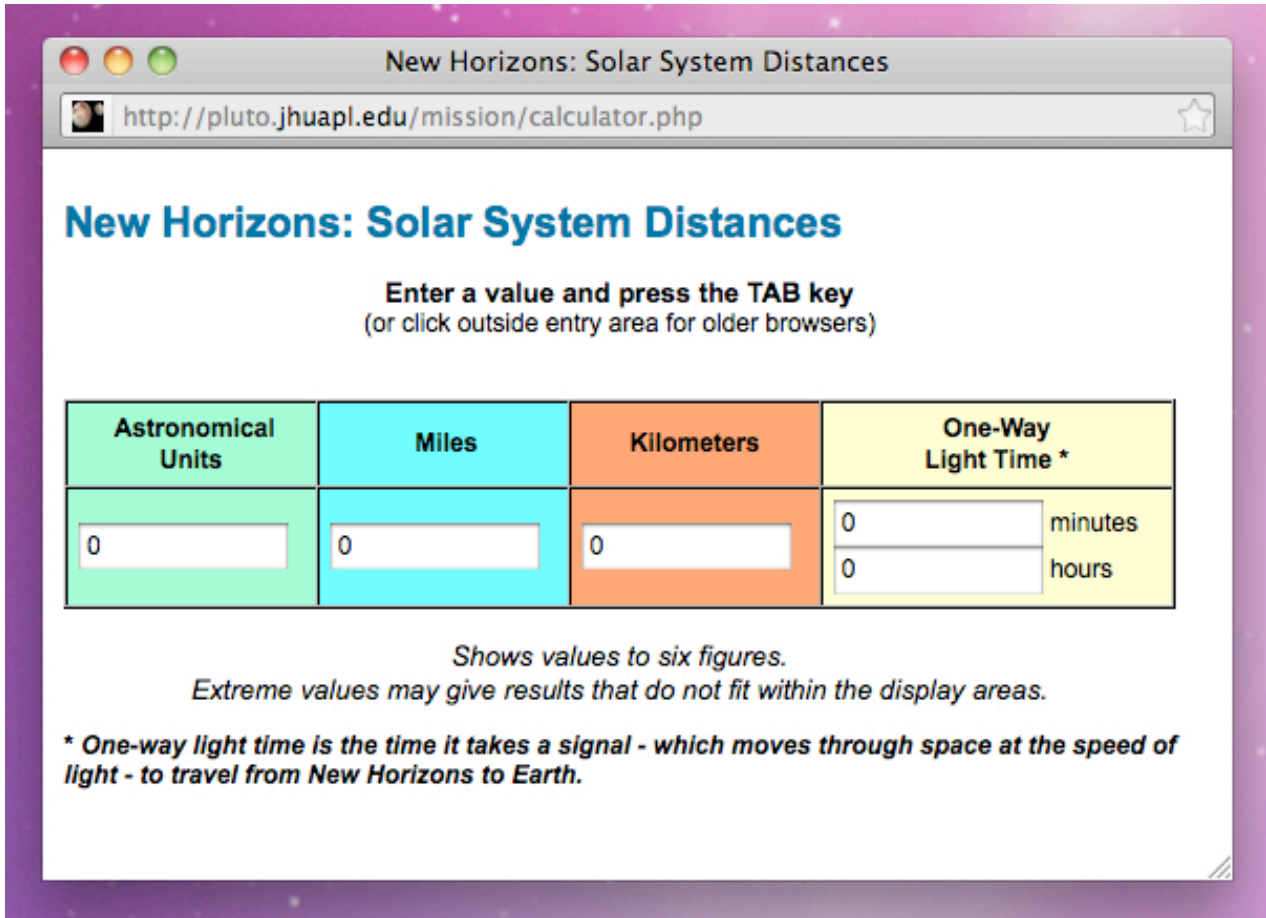 New Horizons: Solar System Distances
http://pluto.jhuapl.edu/mission/calculator.php
New Horizons: Solar System Distances
Enter a value and press the TAB key
(or click outside entry area for older browsers)
Astronomical
Units
Miles
Kilometers
One-Way
Light Time *
0
0
0
0 minutes
0 hours
Shows values to six figures.
Extreme values may give results that do not fit within the display areas.
* One-way light time is the time it takes a signal - which moves through space at the speed of
light - to travel from New Horizons to Earth.